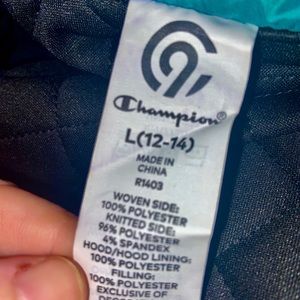 C9
Champion®
L(12-14)
MADE IN
CHINA
R1403
WOVEN SIDE:
100% POLYESTER
KNITTED SIDE:
96% POLYESTER
4% SPANDEX
HOOD/HOOD LINING:
100% POLYESTER
FILLING:
100% POLYESTER
EXCLUSIVE OF